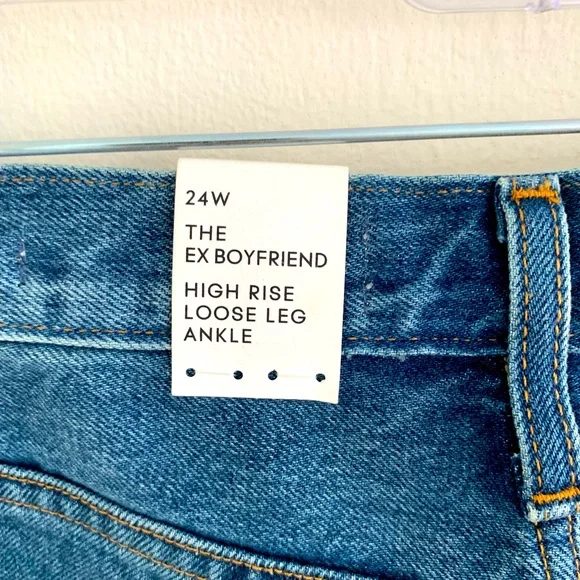 24W
THE
EX BOYFRIEND
HIGH RISE
LOOSE LEG
ANKLE